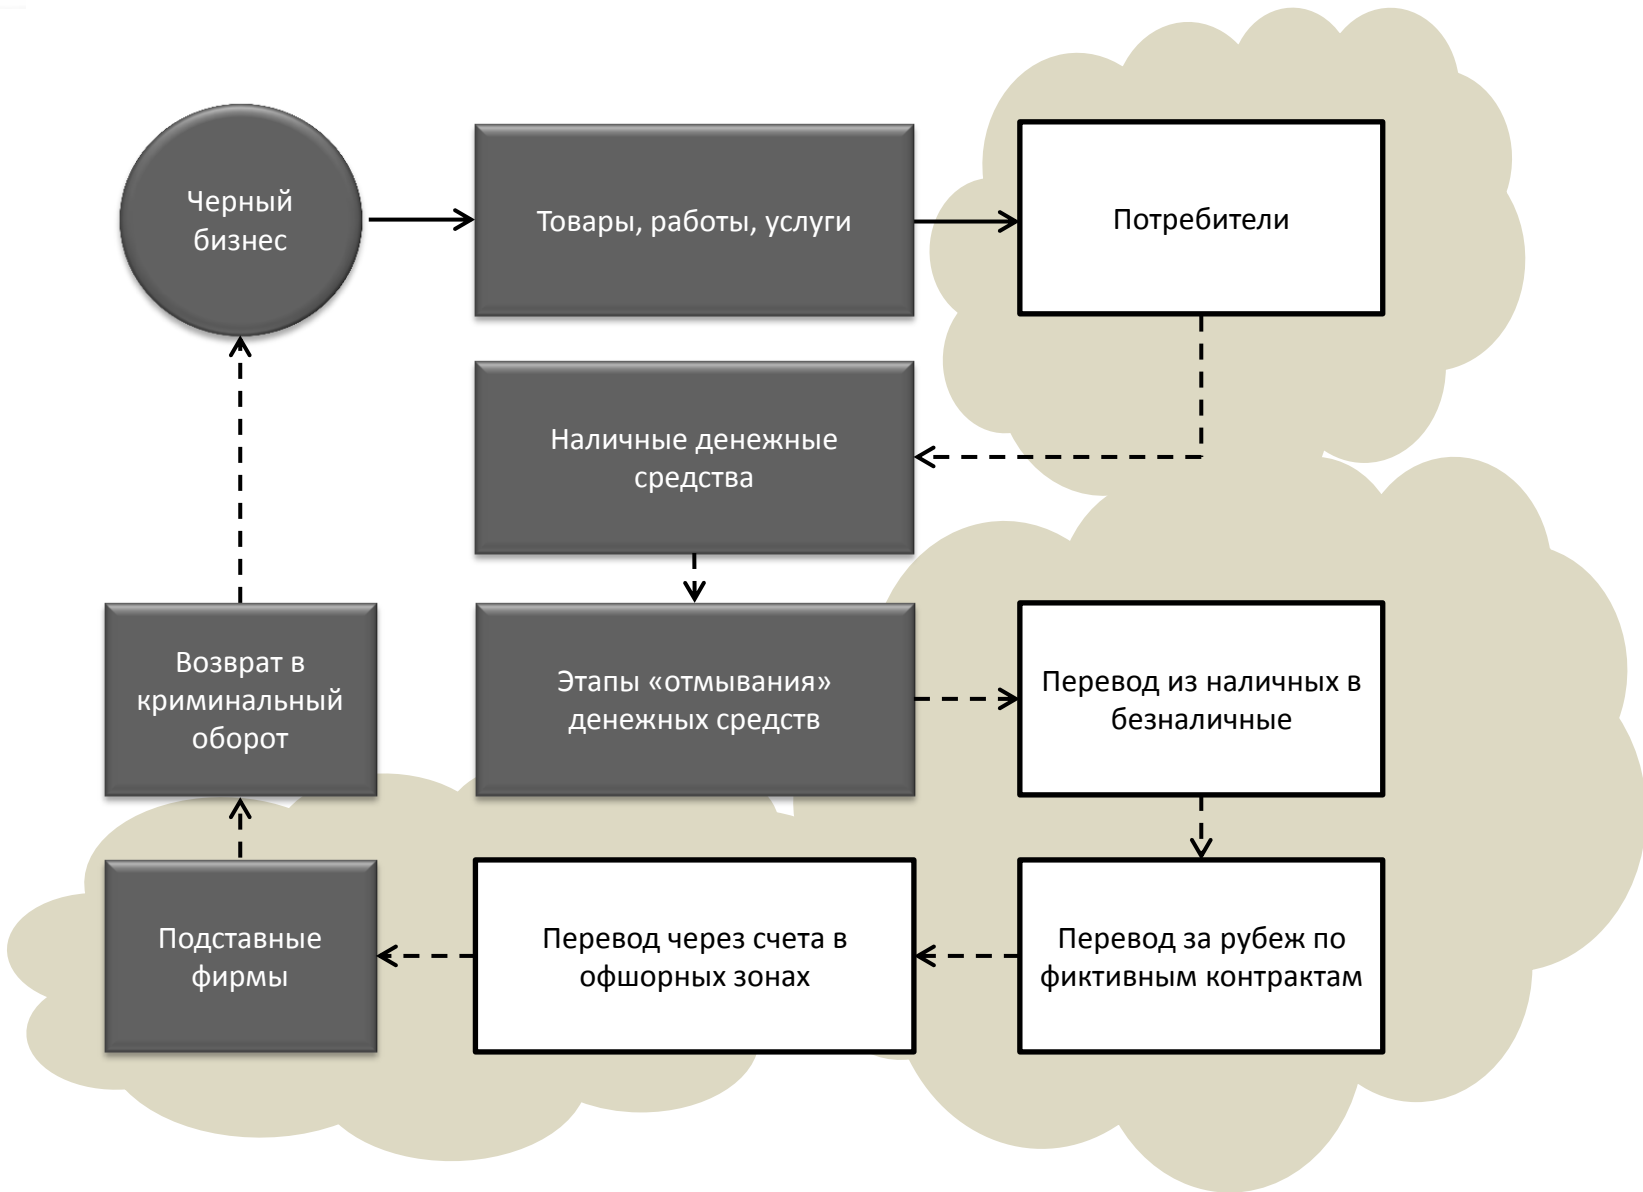 Черный
бизнес
Товары, работы, услуги
Потребители
Наличные денежные
средства
Возврат в
криминальный
оборот
Этапы «отмывания»
денежных средств
Перевод из наличных в
безналичные
Подставные
фирмы
Перевод через счета в
офшорных зонах
Перевод за рубеж по
фиктивным контрактам